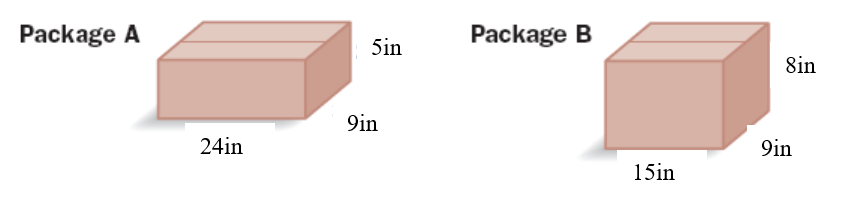 Package A
5in
9in
24in
Package B
8in
9in
15in